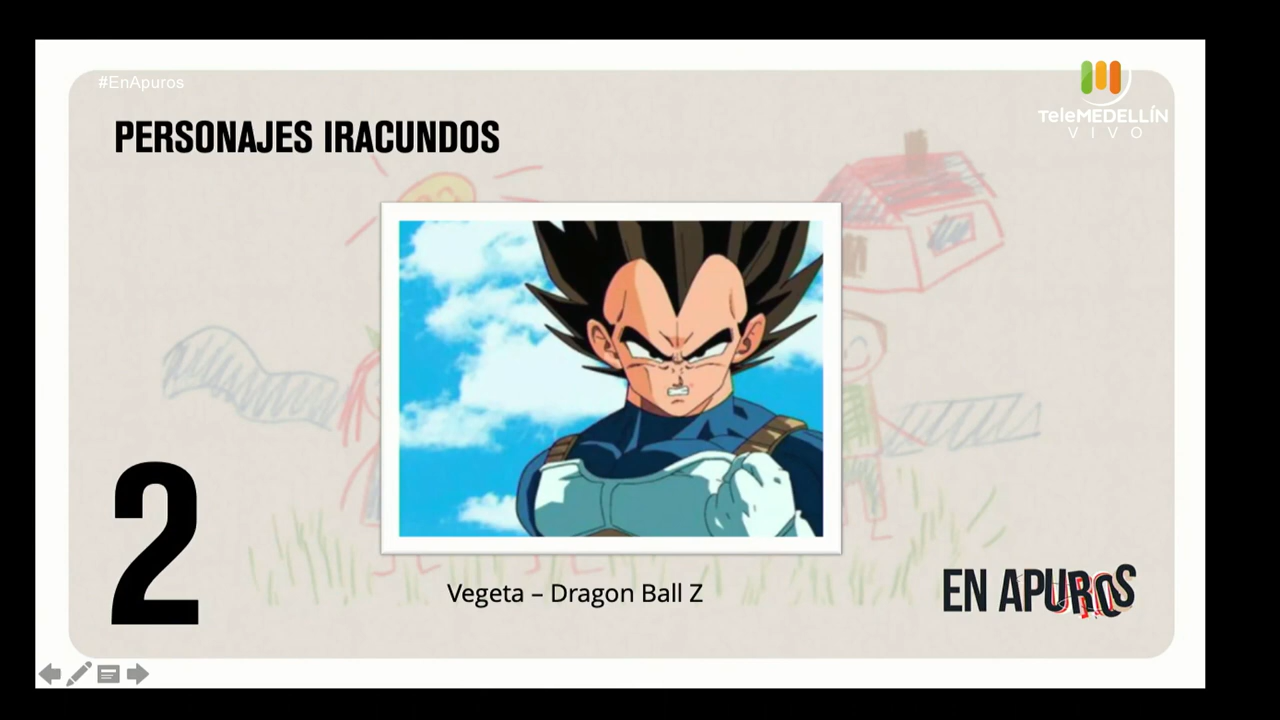 #EnApuros
TeleMEDELLÍN
VIVO
PERSONAJES IRACUNDOS
2
Vegeta – Dragon Ball Z
EN APUROS